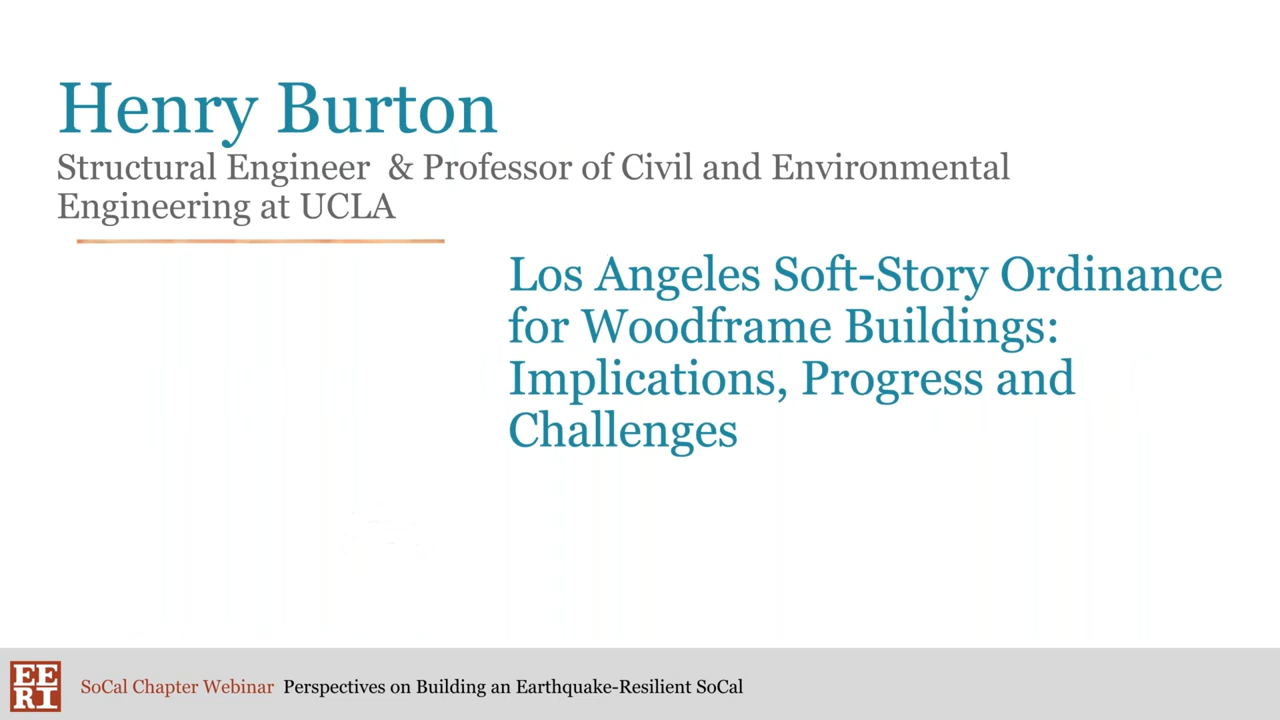 Henry Burton
Structural Engineer & Professor of Civil and Environmental
Engineering at UCLA
Los Angeles Soft-Story Ordinance
for Woodframe Buildings:
Implications, Progress and
Challenges
EE
RI
SoCal Chapter Webinar Perspectives on Building an Earthquake-Resilient SoCal